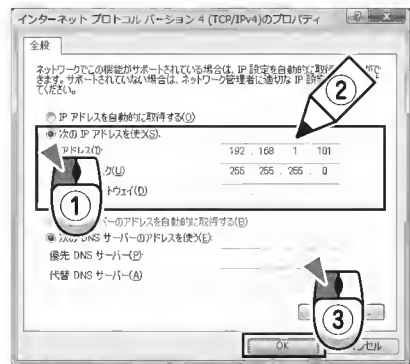 インターネット プロトコル バージョン 4 (TCP/IPv4)のプロパティ
全般
ネットワークでこの機能がサポートされている場合は、IP 設定を自動的に取得
きます。サポートされていない場合は、ネットワーク管理者に適切な IP 設定
てください。
②
IP アドレスを自動的に取得する(O)
次の IP アドレスを使う(S):
アドレス(I): 192 . 168 . 1 . 101
ク(U) 255 . 255 . 255 . 0
トウェイ(D)
①
ーのアドレスを自動的に取得する(B)
次の DNS サーバーのアドレスを使う(E):
優先 DNS サーバー(P):
代替 DNS サーバー(A)
③
OK
セル